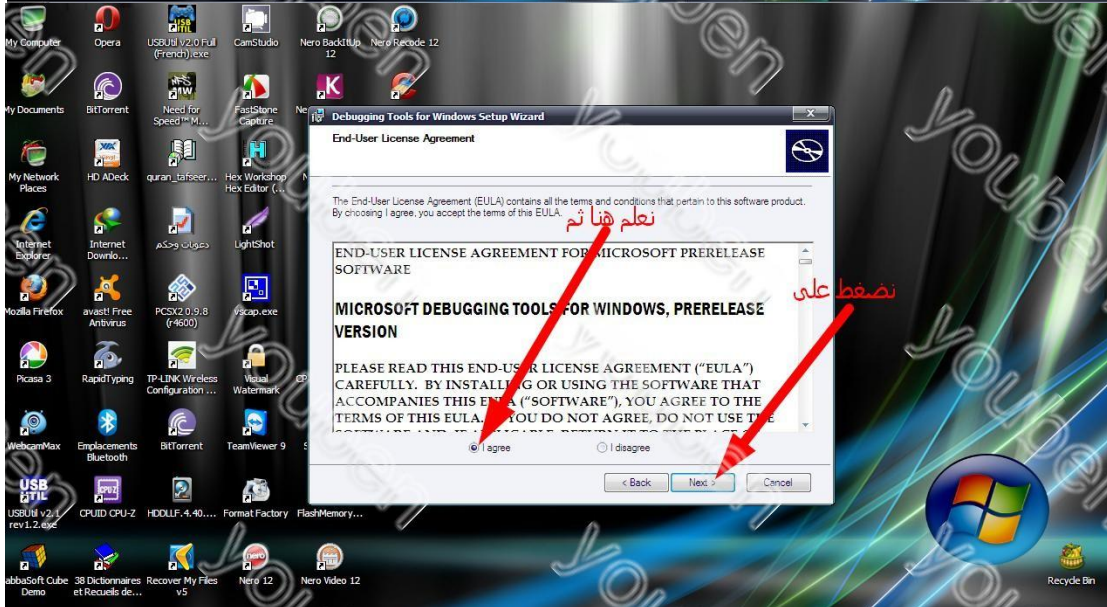 My Computer
Opera
USBUtil v2.0 Full
(French).exe
CamStudio
Nero BackItUp
12
Nero Recode 12
My Documents
BitTorrent
Need for
Speed™ M...
FastStone
Capture
Ne
My Network
Places
HD ADeck
quran_tafseer...
Hex Workshop
Hex Editor (...
Internet
Explorer
Internet
Downlo...
دعوات وحكم
LightShot
Mozilla Firefox
avast! Free
Antivirus
PCSX2 0.9.8
(r4600)
vscap.exe
Picasa 3
RapidTyping
TP-LINK Wireless
Configuration ...
Visual
Watermark
WebcamMax
Emplacements
Bluetooth
BitTorrent
TeamViewer 9
USBUtil v2.1
rev1.2.exe
CPUID CPU-Z
HDDLLF.4.40....
Format Factory
FlashMemory...
abbaSoft Cube
Demo
38 Dictionnaires
et Recueils de...
Recover My Files
v5
Nero 12
Nero Video 12
Recycle Bin
Debugging Tools for Windows Setup Wizard
End-User License Agreement
The End-User License Agreement (EULA) contains all the terms and conditions that pertain to this software product.
By choosing I agree, you accept the terms of this EULA.
نعلم هنا ثم
END-USER LICENSE AGREEMENT FOR MICROSOFT PRERELEASE
SOFTWARE
نضغط على
MICROSOFT DEBUGGING TOOLS FOR WINDOWS, PRERELEASE
VERSION
PLEASE READ THIS END-USER LICENSE AGREEMENT ("EULA")
CAREFULLY. BY INSTALLING OR USING THE SOFTWARE THAT
ACCOMPANIES THIS EULA ("SOFTWARE"), YOU AGREE TO THE
TERMS OF THIS EULA. YOU DO NOT AGREE, DO NOT USE THE
I agree
I disagree
< Back
Next >
Cancel
youben